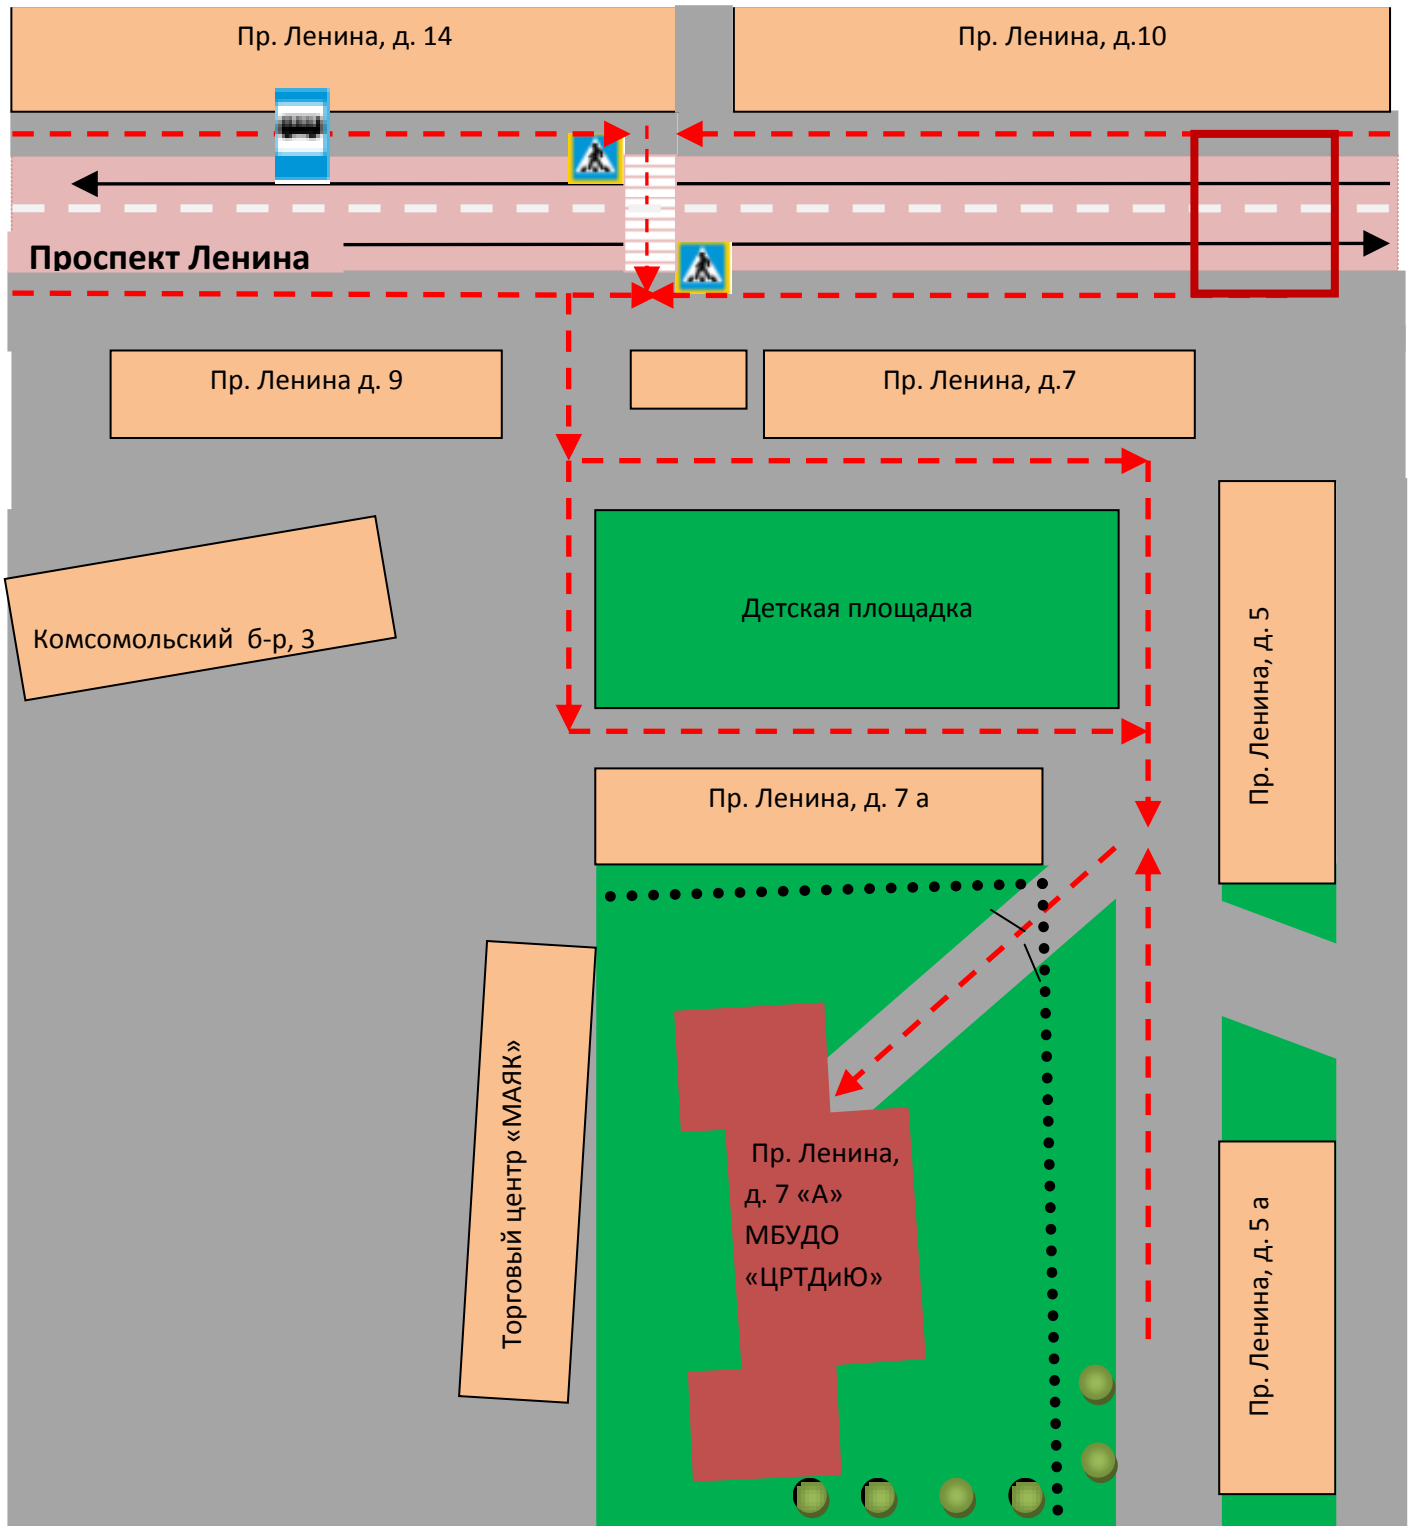 Пр. Ленина, д. 14
Пр. Ленина, д.10
Проспект Ленина
Пр. Ленина д. 9
Пр. Ленина, д.7
Комсомольский б-р, 3
Детская площадка
Пр. Ленина, д. 5
Пр. Ленина, д. 7 а
Торговый центр «МАЯК»
Пр. Ленина,
д. 7 «А»
МБУДО
«ЦРТДиЮ»
Пр. Ленина, д. 5 а